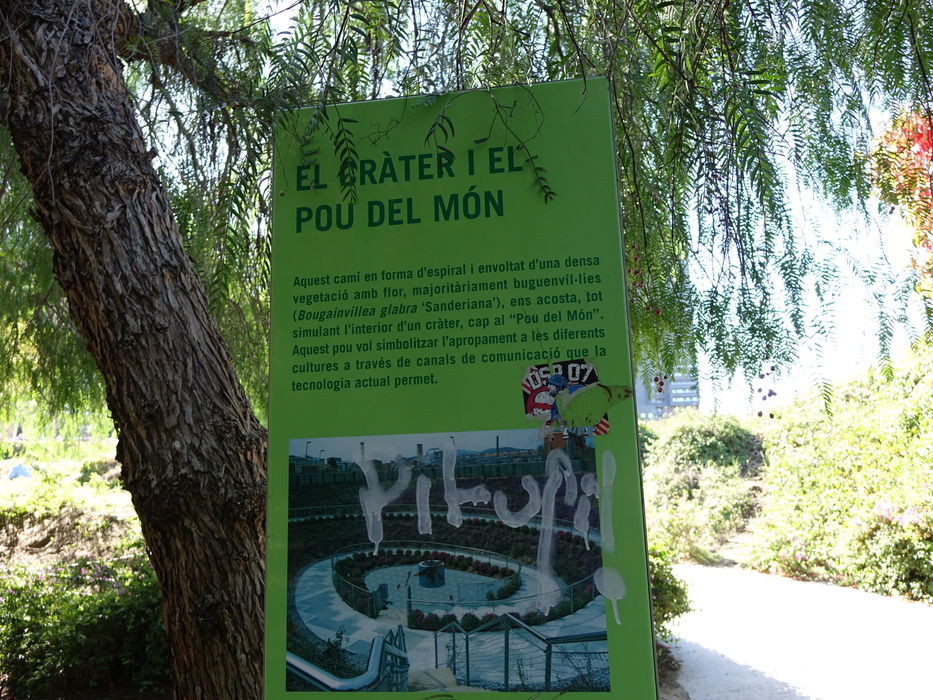 EL CRÀTER I EL
POU DEL MÓN
Aquest camí en forma d'espiral i envoltat d'una densa
vegetació amb flor, majoritàriament buguenvíl·lies
(Bougainvillea glabra 'Sanderiana'), ens acosta, tot
simulant l'interior d'un cràter, cap al "Pou del Món".
Aquest pou vol simbolitzar l'apropament a les diferents
cultures a través de canals de comunicació que la
tecnologia actual permet.
07